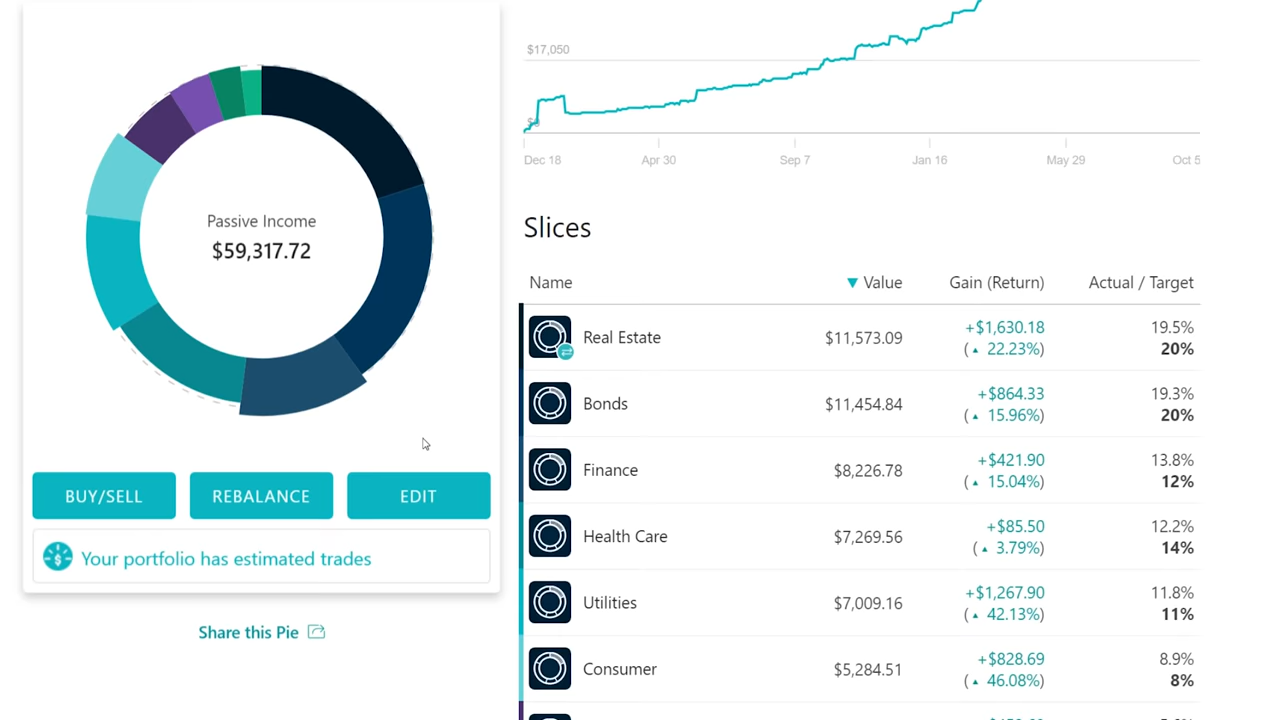 Passive Income
$59,317.72
BUY/SELL
REBALANCE
EDIT
Your portfolio has estimated trades
Share this Pie
$17,050
Dec 18
Apr 30
Sep 7
Jan 16
May 29
Oct 5
Slices
Name ▼ Value Gain (Return) Actual / Target
Real Estate $11,573.09 +$1,630.18 (▲ 22.23%) 19.5% 20%
Bonds $11,454.84 +$864.33 (▲ 15.96%) 19.3% 20%
Finance $8,226.78 +$421.90 (▲ 15.04%) 13.8% 12%
Health Care $7,269.56 +$85.50 (▲ 3.79%) 12.2% 14%
Utilities $7,009.16 +$1,267.90 (▲ 42.13%) 11.8% 11%
Consumer $5,284.51 +$828.69 (▲ 46.08%) 8.9% 8%